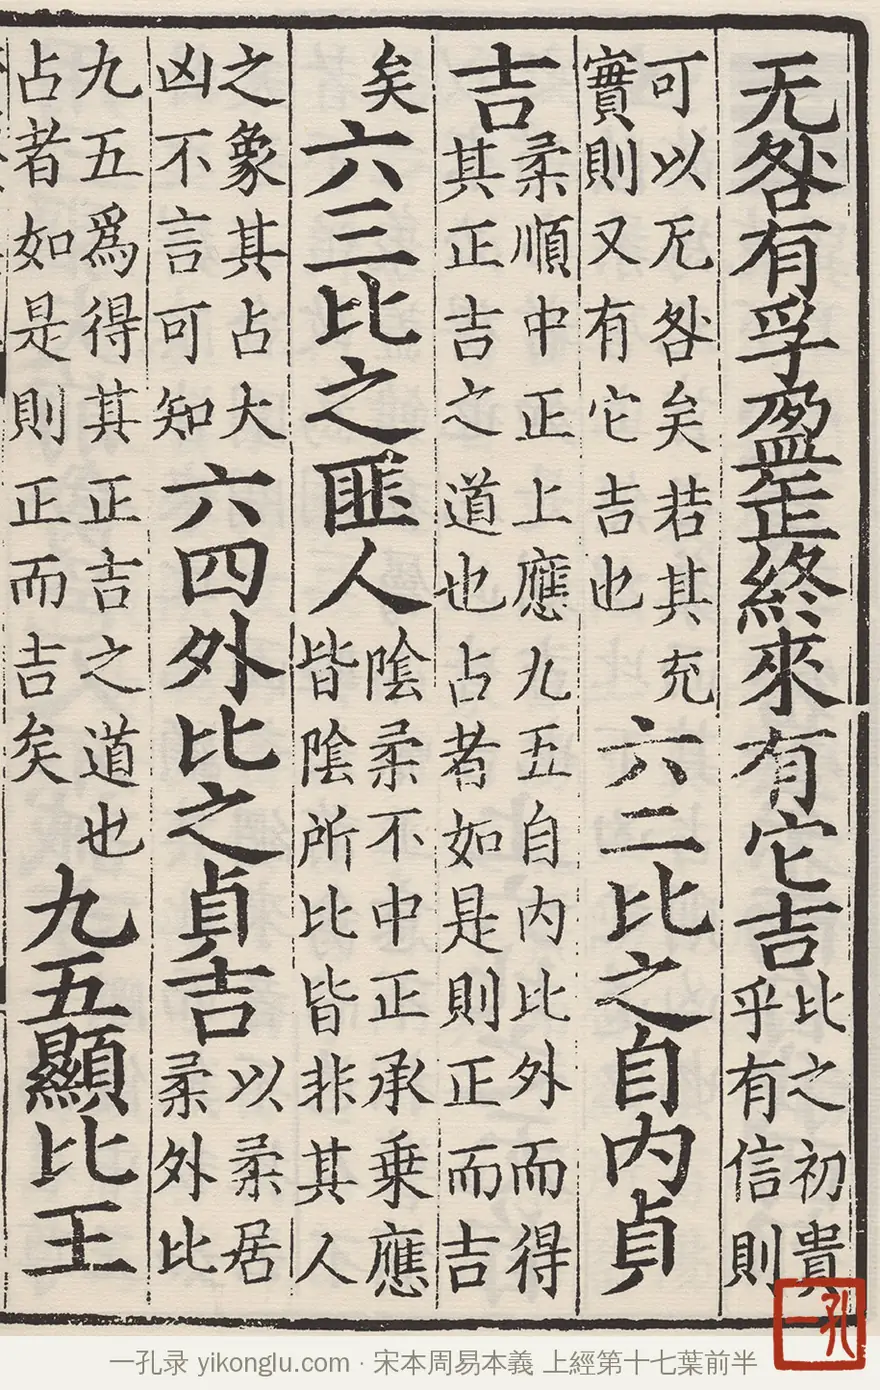 无咎有孚盈缶終來有它吉比之初貴乎有信則
可以无咎矣若其充實則又有它吉也六二比之自内貞
吉柔順中正上應九五自内比外而得其正吉之道也占者如是則正而吉
矣六三比之匪人陰柔不中正承乗應皆陰所比皆非其人
之象其占大凶不言可知六四外比之貞吉以柔居柔外比
九五爲得其正吉之道也占者如是則正而吉矣九五顯比王
一孔
一孔录 yikonglu.com · 宋本周易本義 上經第十七葉前半